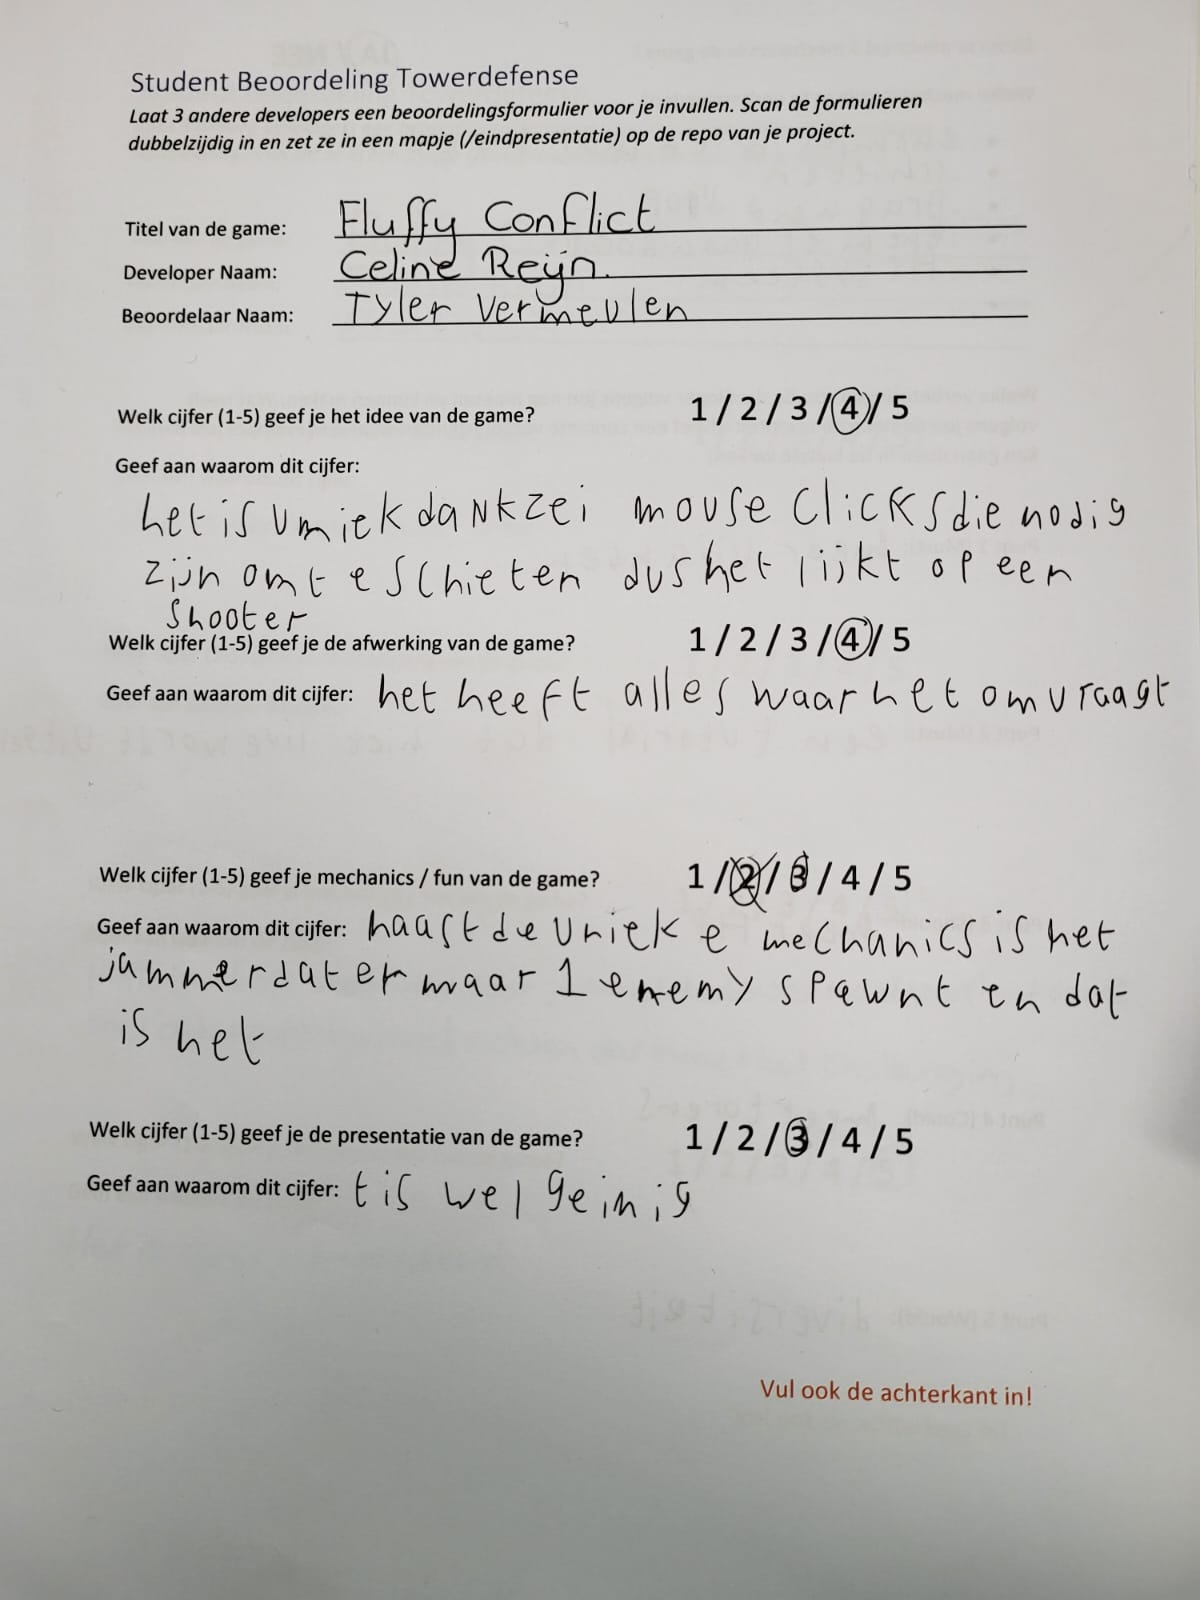 Student Beoordeling Towerdefense
Laat 3 andere developers een beoordelingsformulier voor je invullen. Scan de formulieren
dubbelzijdig in en zet ze in een mapje (/eindpresentatie) op de repo van je project.
Titel van de game: Fluffy Conflict
Developer Naam: Celine Reijn.
Beoordelaar Naam: Tyler Vermeulen
Welk cijfer (1-5) geef je het idee van de game? 1 / 2 / 3 / 4 / 5
Geef aan waarom dit cijfer:
het is umiek dankzei mouse clicks die nodig
zijn om te schieten dus het lijkt op een
shooter
Welk cijfer (1-5) geef je de afwerking van de game? 1 / 2 / 3 / 4 / 5
Geef aan waarom dit cijfer: het heeft alles waar het om vraagt
Welk cijfer (1-5) geef je mechanics / fun van de game? 1 / 2 / 3 / 4 / 5
Geef aan waarom dit cijfer: haast de unieke mechanics is het
jammer dat er maar 1 enemy spawnt en dat
is het
Welk cijfer (1-5) geef je de presentatie van de game? 1 / 2 / 3 / 4 / 5
Geef aan waarom dit cijfer: tis wel geinig
Vul ook de achterkant in!